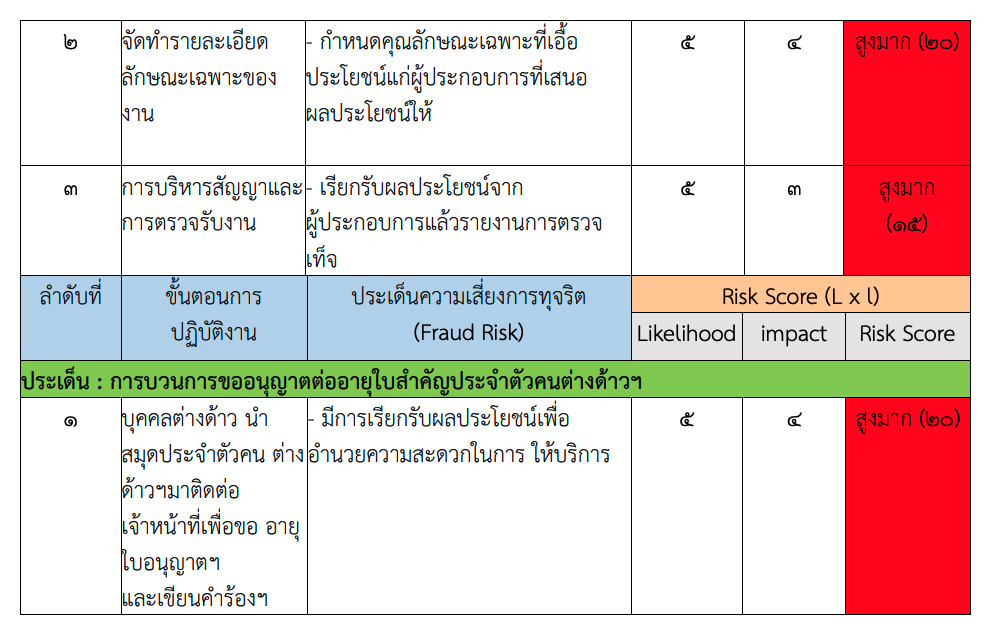 ๒ จัดทำรายละเอียด - กำหนดคุณลักษณะเฉพาะที่เอื้อ ๕ ๔ สูงมาก (๒๐)
ลักษณะเฉพาะของ ประโยชน์แก่ผู้ประกอบการที่เสนอ
งาน ผลประโยชน์ให้
๓ การบริหารสัญญาและ - เรียกรับผลประโยชน์จาก ๕ ๓ สูงมาก
การตรวจรับงาน ผู้ประกอบการแล้วรายงานการตรวจ (๑๕)
เท็จ
ลำดับที่ ขั้นตอนการ ประเด็นความเสี่ยงการทุจริต Risk Score (L x l)
ปฏิบัติงาน (Fraud Risk) Likelihood impact Risk Score
ประเด็น : การบวนการขออนุญาตต่ออายุใบสำคัญประจำตัวคนต่างด้าวฯ
๑ บุคคลต่างด้าว นำ - มีการเรียกรับผลประโยชน์เพื่อ ๕ ๔ สูงมาก (๒๐)
สมุดประจำตัวคน ต่าง อำนวยความสะดวกในการ ให้บริการ
ด้าวฯมาติดต่อ
เจ้าหน้าที่เพื่อขอ อายุ
ใบอนุญาตฯ
และเขียนคำร้องฯ